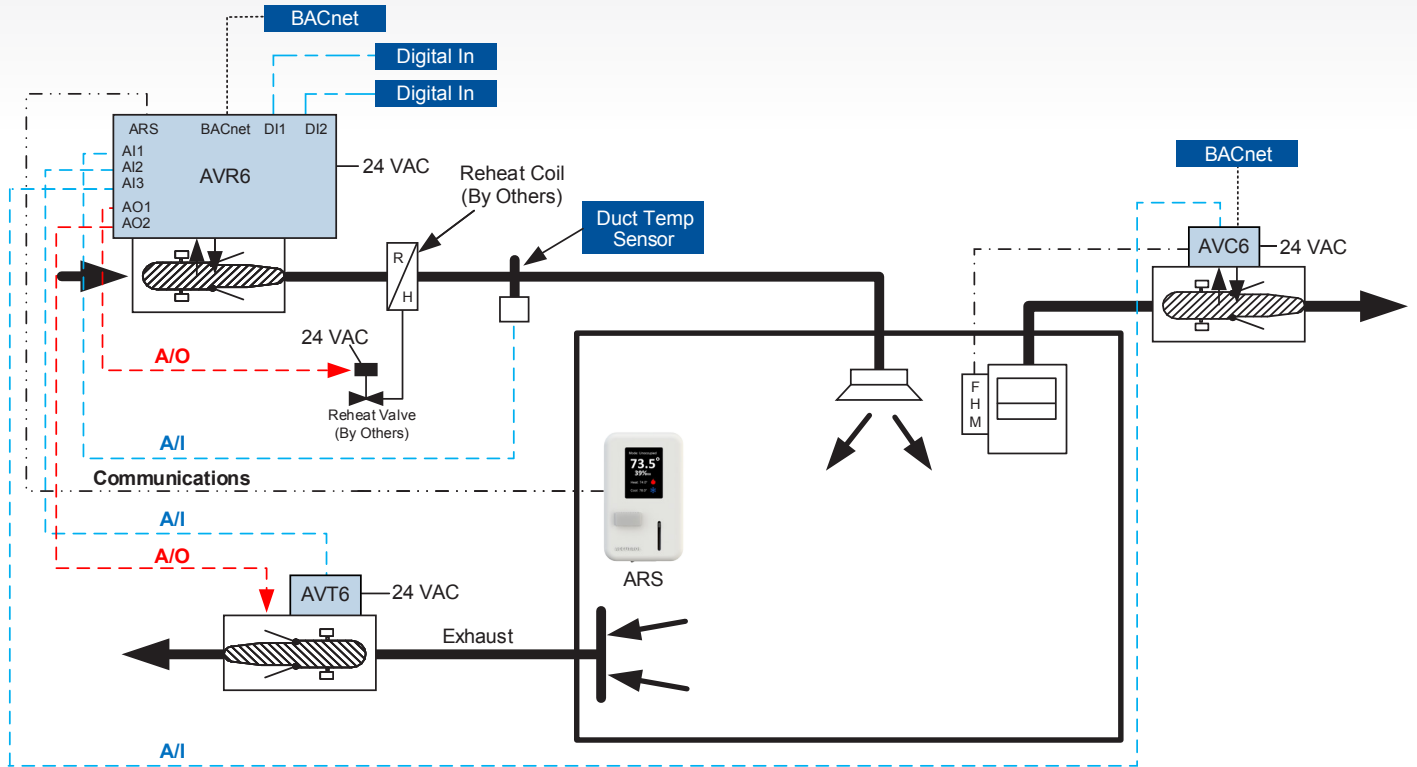 BACnet
Digital In
Digital In
ARS
BACnet
DI1
DI2
AI1
AI2
AI3
AO1
AO2
AVR6
24 VAC
Reheat Coil
(By Others)
Duct Temp
Sensor
BACnet
AVC6
24 VAC
R
H
A/O
24 VAC
Reheat Valve
(By Others)
A/I
Communications
F
H
M
73.5°
39%
ARS
A/I
A/O
AVT6
24 VAC
Exhaust
A/I